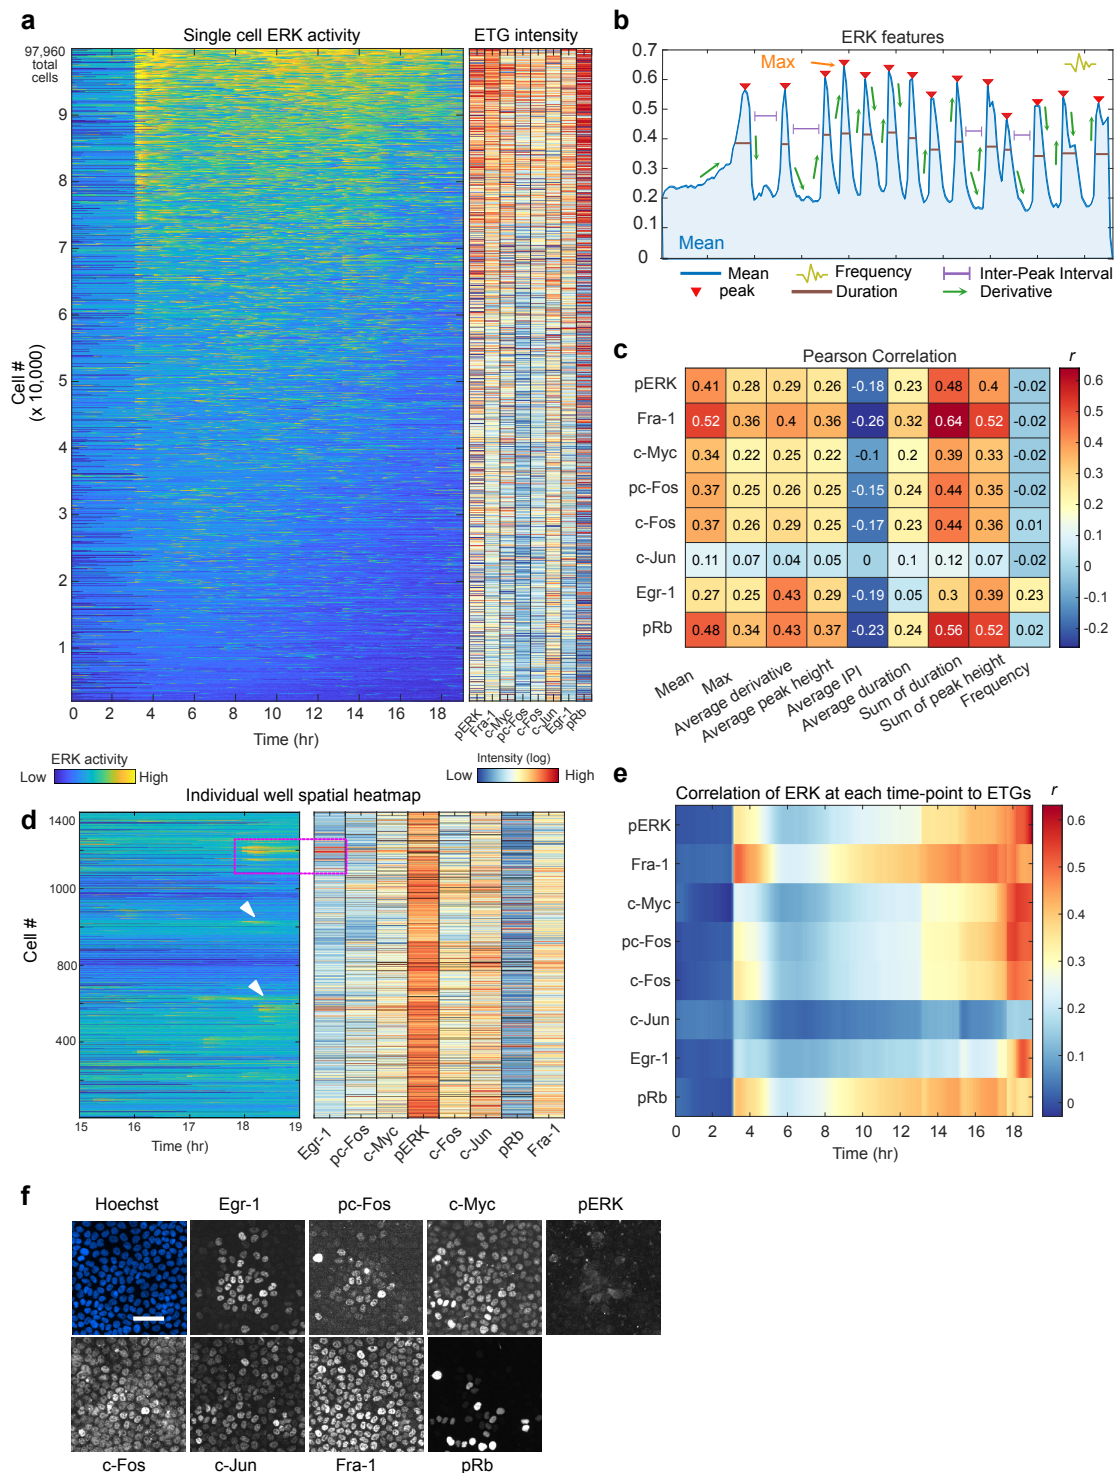 a
Single cell ERK activity
ETG intensity
97,960
total
cells
9
8
7
6
5
4
3
2
1
Cell #
(x 10,000)
0 2 4 6 8 10 12 14 16 18
Time (hr)
pERK
Fra-1
c-Myc
pc-Fos
c-Fos
c-Jun
Egr-1
pRb
ERK activity
Low High
Intensity (log)
Low High
b
ERK features
0.7
0.6
0.5
0.4
0.3
0.2
0.1
0
Max
Mean
Mean Frequency Inter-Peak Interval
peak Duration Derivative
c
Pearson Correlation
r
pERK 0.41 0.28 0.29 0.26 -0.18 0.23 0.48 0.4 -0.02
Fra-1 0.52 0.36 0.4 0.36 -0.26 0.32 0.64 0.52 -0.02
c-Myc 0.34 0.22 0.25 0.22 -0.1 0.2 0.39 0.33 -0.02
pc-Fos 0.37 0.25 0.26 0.25 -0.15 0.24 0.44 0.35 -0.02
c-Fos 0.37 0.26 0.29 0.25 -0.17 0.23 0.44 0.36 0.01
c-Jun 0.11 0.07 0.04 0.05 0 0.1 0.12 0.07 -0.02
Egr-1 0.27 0.25 0.43 0.29 -0.19 0.05 0.3 0.39 0.23
pRb 0.48 0.34 0.43 0.37 -0.23 0.24 0.56 0.52 0.02
Mean
Max
Average derivative
Average peak height
Average IPI
Average duration
Sum of duration
Sum of peak height
Frequency
0.6
0.5
0.4
0.3
0.2
0.1
0
-0.1
-0.2
d
Individual well spatial heatmap
1400
1000
800
400
Cell #
15 16 17 18 19
Time (hr)
Egr-1
pc-Fos
c-Myc
pERK
c-Fos
c-Jun
pRb
Fra-1
e
Correlation of ERK at each time-point to ETGs
r
pERK
Fra-1
c-Myc
pc-Fos
c-Fos
c-Jun
Egr-1
pRb
0 2 4 6 8 10 12 14 16 18
Time (hr)
0.6
0.5
0.4
0.3
0.2
0.1
0
f
Hoechst Egr-1 pc-Fos c-Myc pERK
c-Fos c-Jun Fra-1 pRb